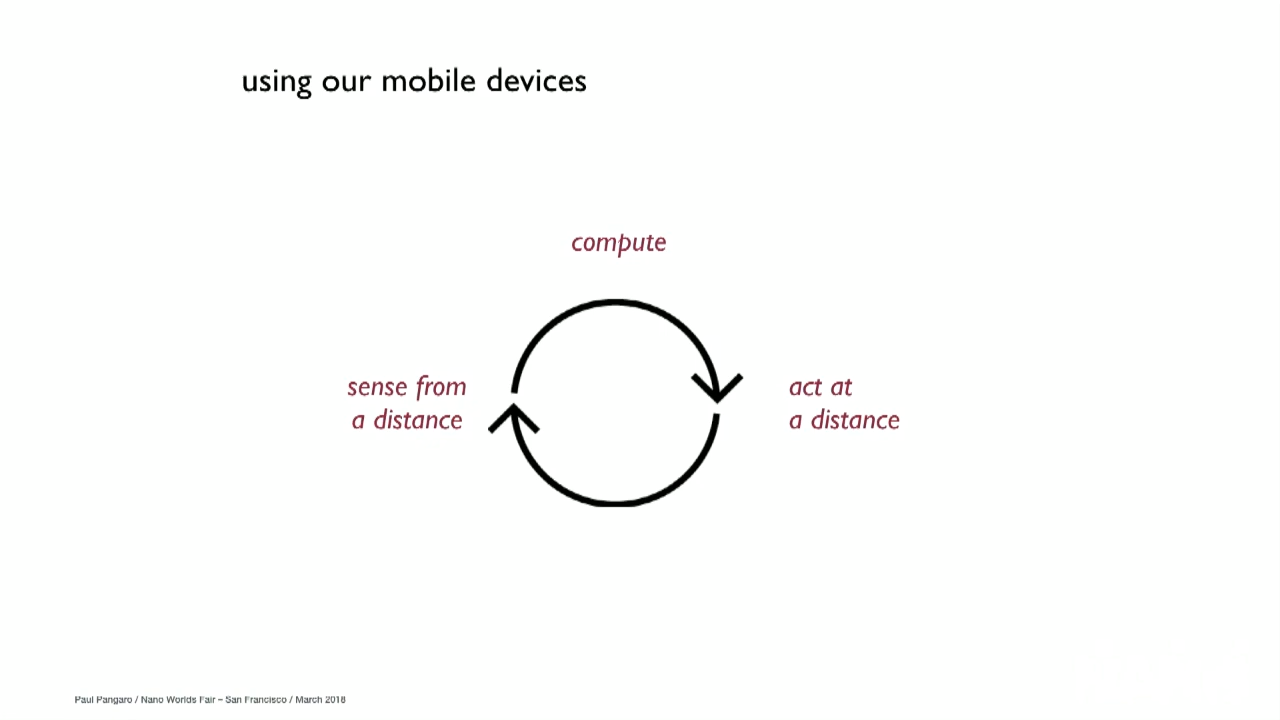 using our mobile devices
compute
sense from
a distance
act at
a distance
Paul Pangaro / Nano Worlds Fair – San Francisco / March 2016